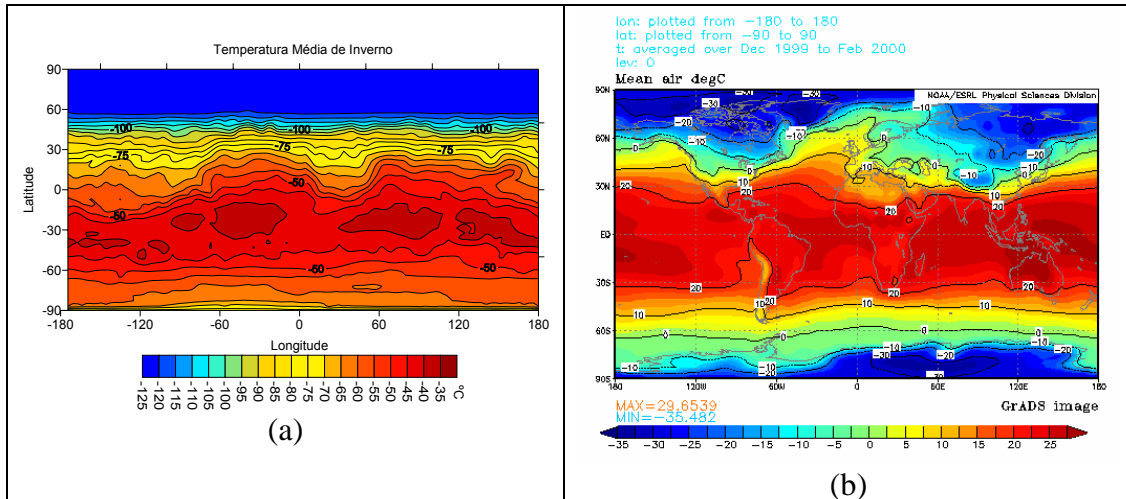 Temperatura Média de Inverno
90
60
30
0
-30
-60
-90
Latitude
-100
-100
-75
-75
-50
-50
-50
-50
-180
-120
-60
0
60
120
180
Longitude
-125
-120
-115
-110
-105
-100
-95
-90
-85
-80
-75
-70
-65
-60
-55
-50
-45
-40
-35
°C
(a)
lon: plotted from -180 to 180
lat: plotted from -90 to 90
t: averaged over Dec 1999 to Feb 2000
lev: 0
Mean air degC
NOAA/ESRL Physical Sciences Division
90N
60N
30N
EQ
30S
60S
90S
180
120W
60W
0
60E
120E
180
MAX=29.6539
MIN=-35.482
GrADS image
-35
-30
-25
-20
-15
-10
-5
0
5
10
15
20
25
(b)